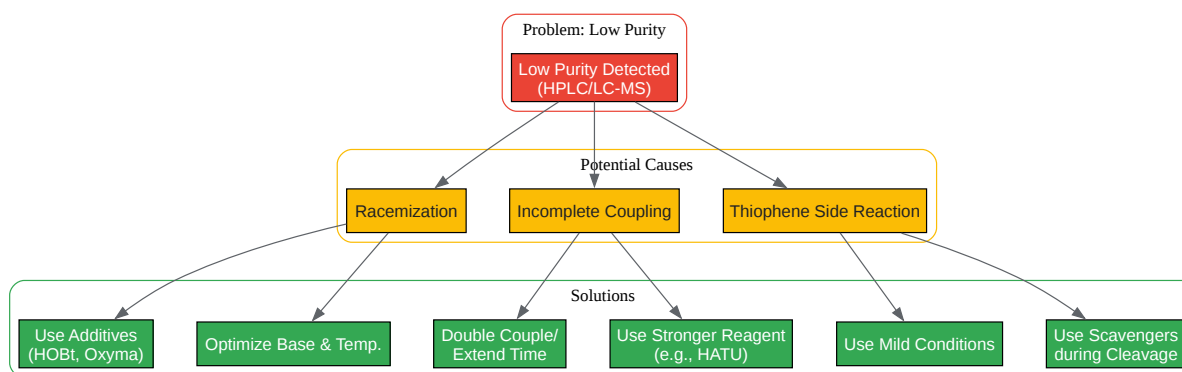 Problem: Low Purity
Low Purity Detected
(HPLC/LC-MS)
Potential Causes
Racemization
Incomplete Coupling
Thiophene Side Reaction
Solutions
Use Additives
(HOBt, Oxyma)
Optimize Base & Temp.
Double Couple/
Extend Time
Use Stronger Reagent
(e.g., HATU)
Use Mild Conditions
Use Scavengers
during Cleavage